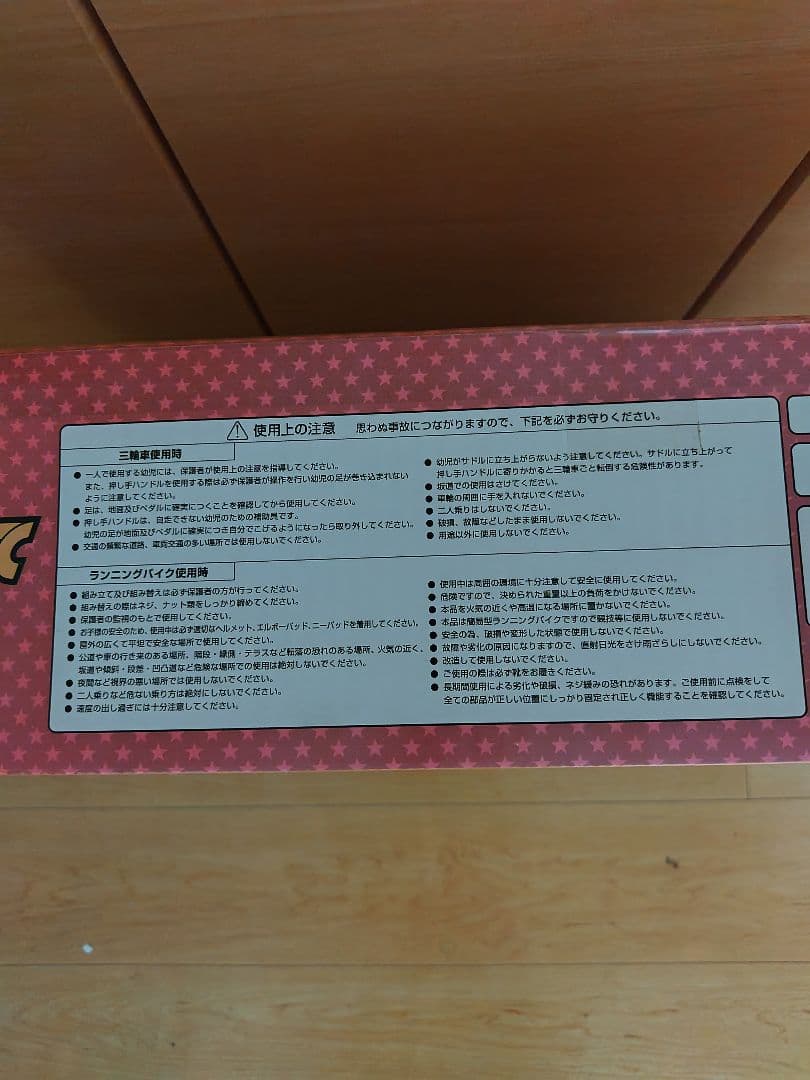 使用上の注意 思わぬ事故につながりますので、下記を必ずお守りください。
三輪車使用時
●一人で使用する幼児には、保護者が使用上の注意を指導してください。
また、押し手ハンドルを使用する際は必ず保護者が操作を行い幼児の足が巻き込まれない
ように注意してください。
●足は、地面及びペダルに確実につくことを確認してから使用してください。
●押し手ハンドルは、自走できない幼児のための補助具です。
幼児の足が地面及びペダルに確実につき自分でこげるようになったら取り外してください。
●交通の頻繁な道路、車両交通の多い場所では使用しないでください。
●幼児がサドルに立ち上がらないよう注意してください。サドルに立ち上がって
押し手ハンドルに寄りかかると三輪車ごと転倒する危険性があります。
●坂道での使用はさけてください。
●車輪の周囲に手を入れないでください。
●二人乗りはしないでください。
●破損、故障などしたまま使用しないでください。
●用途以外に使用しないでください。
ランニングバイク使用時
●組み立て及び組み替えは必ず保護者の方が行ってください。
●組み替えの際はネジ、ナット類をしっかり締めてください。
●保護者の監視のもとで使用してください。
●お子様の安全のため、使用中は必ず適切なヘルメット、エルボーパッド、ニーパッドを着用してください。
●屋外の広くて平坦で安全な場所で使用してください。
●公道や車の行き来のある場所、階段・縁側・テラスなど転落の恐れのある場所、火気の近く、
坂道や傾斜・段差・凹凸道など危険な場所での使用は絶対しないでください。
●夜間など視界の悪い場所では使用しないでください。
●二人乗りなど危ない乗り方は絶対にしないでください。
●速度の出し過ぎには十分注意してください。
●使用中は周囲の環境に十分注意して安全に使用してください。
●危険ですので、決められた重量以上の負荷をかけないでください。
●本品を火気の近くや高温になる場所に置かないでください。
●本品は簡易型ランニングバイクですので競技等に使用しないでください。
●安全の為、破損や変形した状態で使用しないでください。
●故障や劣化の原因になりますので、直射日光をさけ雨ざらしにしないでください。
●改造して使用しないでください。
●ご使用の際は必ず靴をお履きください。
●長期間使用による劣化や破損、ネジ緩みの恐れがあります。ご使用前に点検をして
全ての部品が正しい位置にしっかり固定され正しく機能することを確認してください。